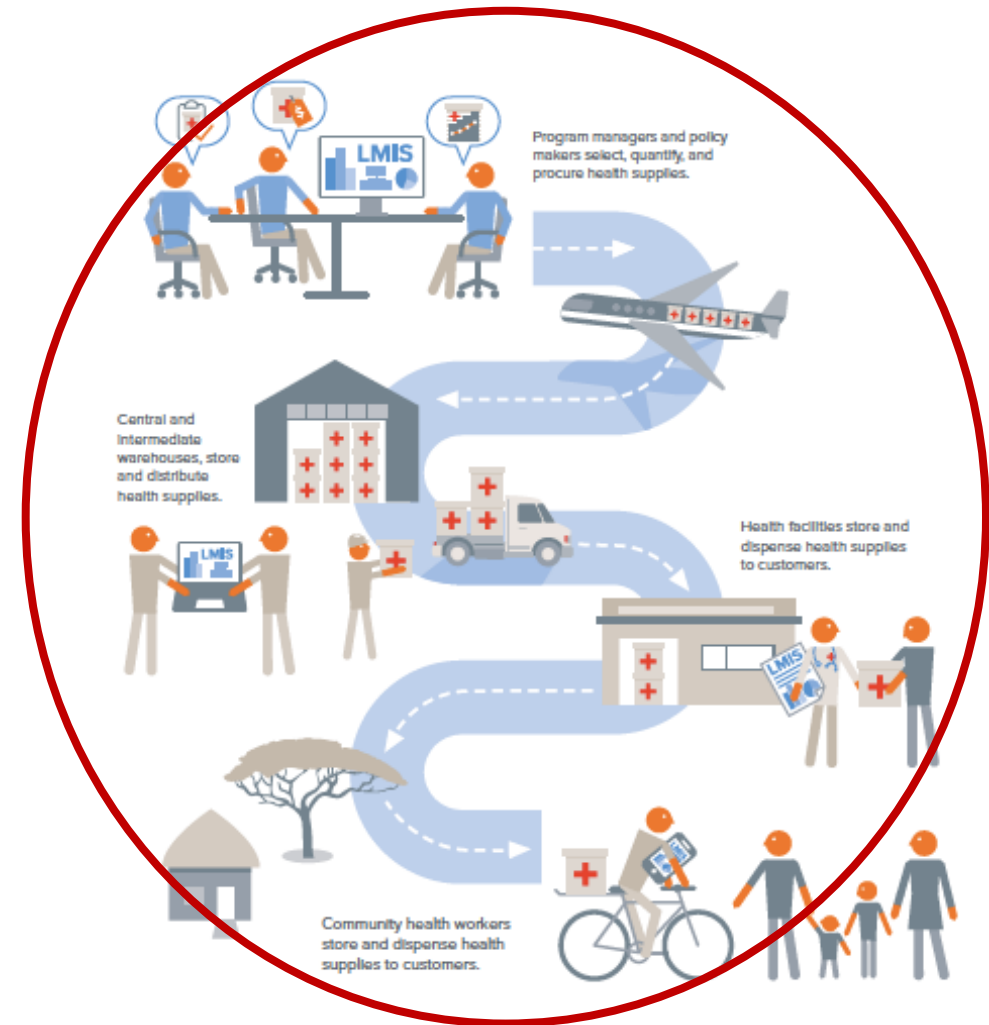 LMIS
Program managers and policy
makers select, quantify, and
procure health supplies.
Central and
intermediate
warehouses, store
and distribute
health supplies.
LMIS
Health facilities store and
dispense health supplies
to customers.
LMIS
LMIS
Community health workers
store and dispense health
supplies to customers.